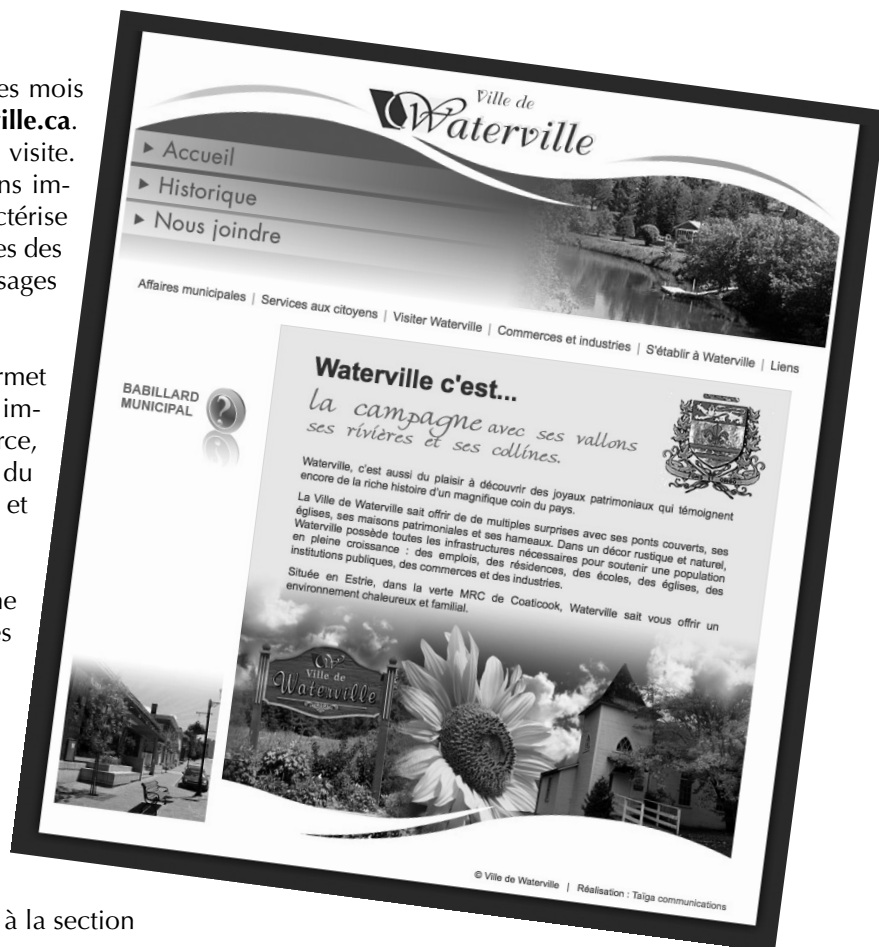 es mois
ille.ca.
visite.
ns im-
ctérise
es des
sages
rmet
im-
rce,
du
et
ne
es
à la section
Ville de
Waterville
► Accueil
► Historique
► Nous joindre
Affaires municipales | Services aux citoyens | Visiter Waterville | Commerces et industries | S'établir à Waterville | Liens
BABILLARD
MUNICIPAL
?
Waterville c'est...
la campagne avec ses vallons
ses rivières et ses collines.
Waterville, c'est aussi du plaisir à découvrir des joyaux patrimoniaux qui témoignent
encore de la riche histoire d'un magnifique coin du pays.
La Ville de Waterville sait offrir de de multiples surprises avec ses ponts couverts, ses
églises, ses maisons patrimoniales et ses hameaux. Dans un décor rustique et naturel,
Waterville possède toutes les infrastructures nécessaires pour soutenir une population
en pleine croissance : des emplois, des résidences, des écoles, des églises, des
institutions publiques, des commerces et des industries.
Située en Estrie, dans la verte MRC de Coaticook, Waterville sait vous offrir un
environnement chaleureux et familial.
Ville de
Waterville
© Ville de Waterville | Réalisation : Taïga communications